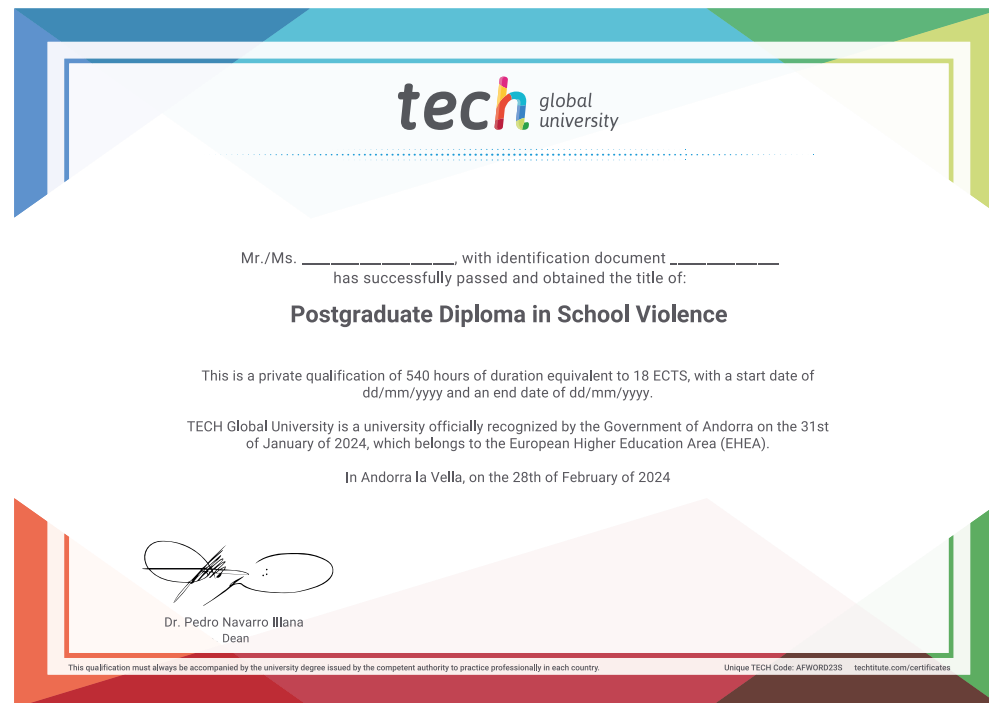 tech global university
Mr./Ms. ____________________, with identification document ______________
has successfully passed and obtained the title of:
Postgraduate Diploma in School Violence
This is a private qualification of 540 hours of duration equivalent to 18 ECTS, with a start date of
dd/mm/yyyy and an end date of dd/mm/yyyy.
TECH Global University is a university officially recognized by the Government of Andorra on the 31st
of January of 2024, which belongs to the European Higher Education Area (EHEA).
In Andorra la Vella, on the 28th of February of 2024
Dr. Pedro Navarro Illana
Dean
This qualification must always be accompanied by the university degree issued by the competent authority to practice professionally in each country.
Unique TECH Code: AFWORD23S techtitute.com/certificates